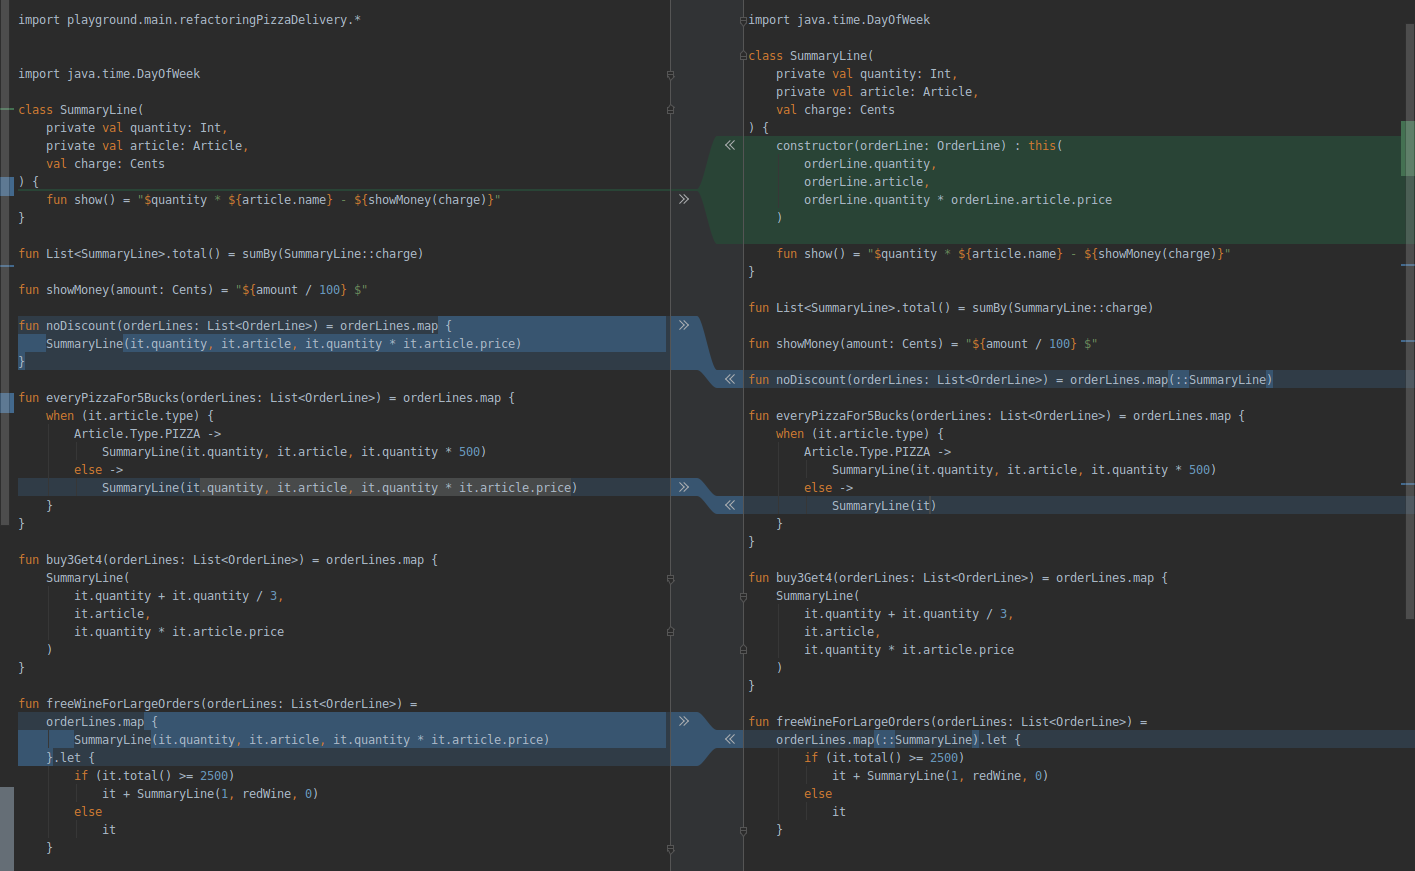 import playground.main.refactoringPizzaDelivery.*
import java.time.DayOfWeek
class SummaryLine(
    private val quantity: Int,
    private val article: Article,
    val charge: Cents
) {
    fun show() = "$quantity * ${article.name} - ${showMoney(charge)}"
}
fun List<SummaryLine>.total() = sumBy(SummaryLine::charge)
fun showMoney(amount: Cents) = "${amount / 100} $"
fun noDiscount(orderLines: List<OrderLine>) = orderLines.map {
    SummaryLine(it.quantity, it.article, it.quantity * it.article.price)
}
fun everyPizzaFor5Bucks(orderLines: List<OrderLine>) = orderLines.map {
    when (it.article.type) {
        Article.Type.PIZZA ->
            SummaryLine(it.quantity, it.article, it.quantity * 500)
        else ->
            SummaryLine(it.quantity, it.article, it.quantity * it.article.price)
    }
}
fun buy3Get4(orderLines: List<OrderLine>) = orderLines.map {
    SummaryLine(
        it.quantity + it.quantity / 3,
        it.article,
        it.quantity * it.article.price
    )
}
fun freeWineForLargeOrders(orderLines: List<OrderLine>) =
    orderLines.map {
        SummaryLine(it.quantity, it.article, it.quantity * it.article.price)
    }.let {
        if (it.total() >= 2500)
            it + SummaryLine(1, redWine, 0)
        else
            it
    }
import java.time.DayOfWeek
class SummaryLine(
    private val quantity: Int,
    private val article: Article,
    val charge: Cents
) {
    constructor(orderLine: OrderLine) : this(
        orderLine.quantity,
        orderLine.article,
        orderLine.quantity * orderLine.article.price
    )
    fun show() = "$quantity * ${article.name} - ${showMoney(charge)}"
}
fun List<SummaryLine>.total() = sumBy(SummaryLine::charge)
fun showMoney(amount: Cents) = "${amount / 100} $"
fun noDiscount(orderLines: List<OrderLine>) = orderLines.map(::SummaryLine)
fun everyPizzaFor5Bucks(orderLines: List<OrderLine>) = orderLines.map {
    when (it.article.type) {
        Article.Type.PIZZA ->
            SummaryLine(it.quantity, it.article, it.quantity * 500)
        else ->
            SummaryLine(it)
    }
}
fun buy3Get4(orderLines: List<OrderLine>) = orderLines.map {
    SummaryLine(
        it.quantity + it.quantity / 3,
        it.article,
        it.quantity * it.article.price
    )
}
fun freeWineForLargeOrders(orderLines: List<OrderLine>) =
    orderLines.map(::SummaryLine).let {
        if (it.total() >= 2500)
            it + SummaryLine(1, redWine, 0)
        else
            it
    }